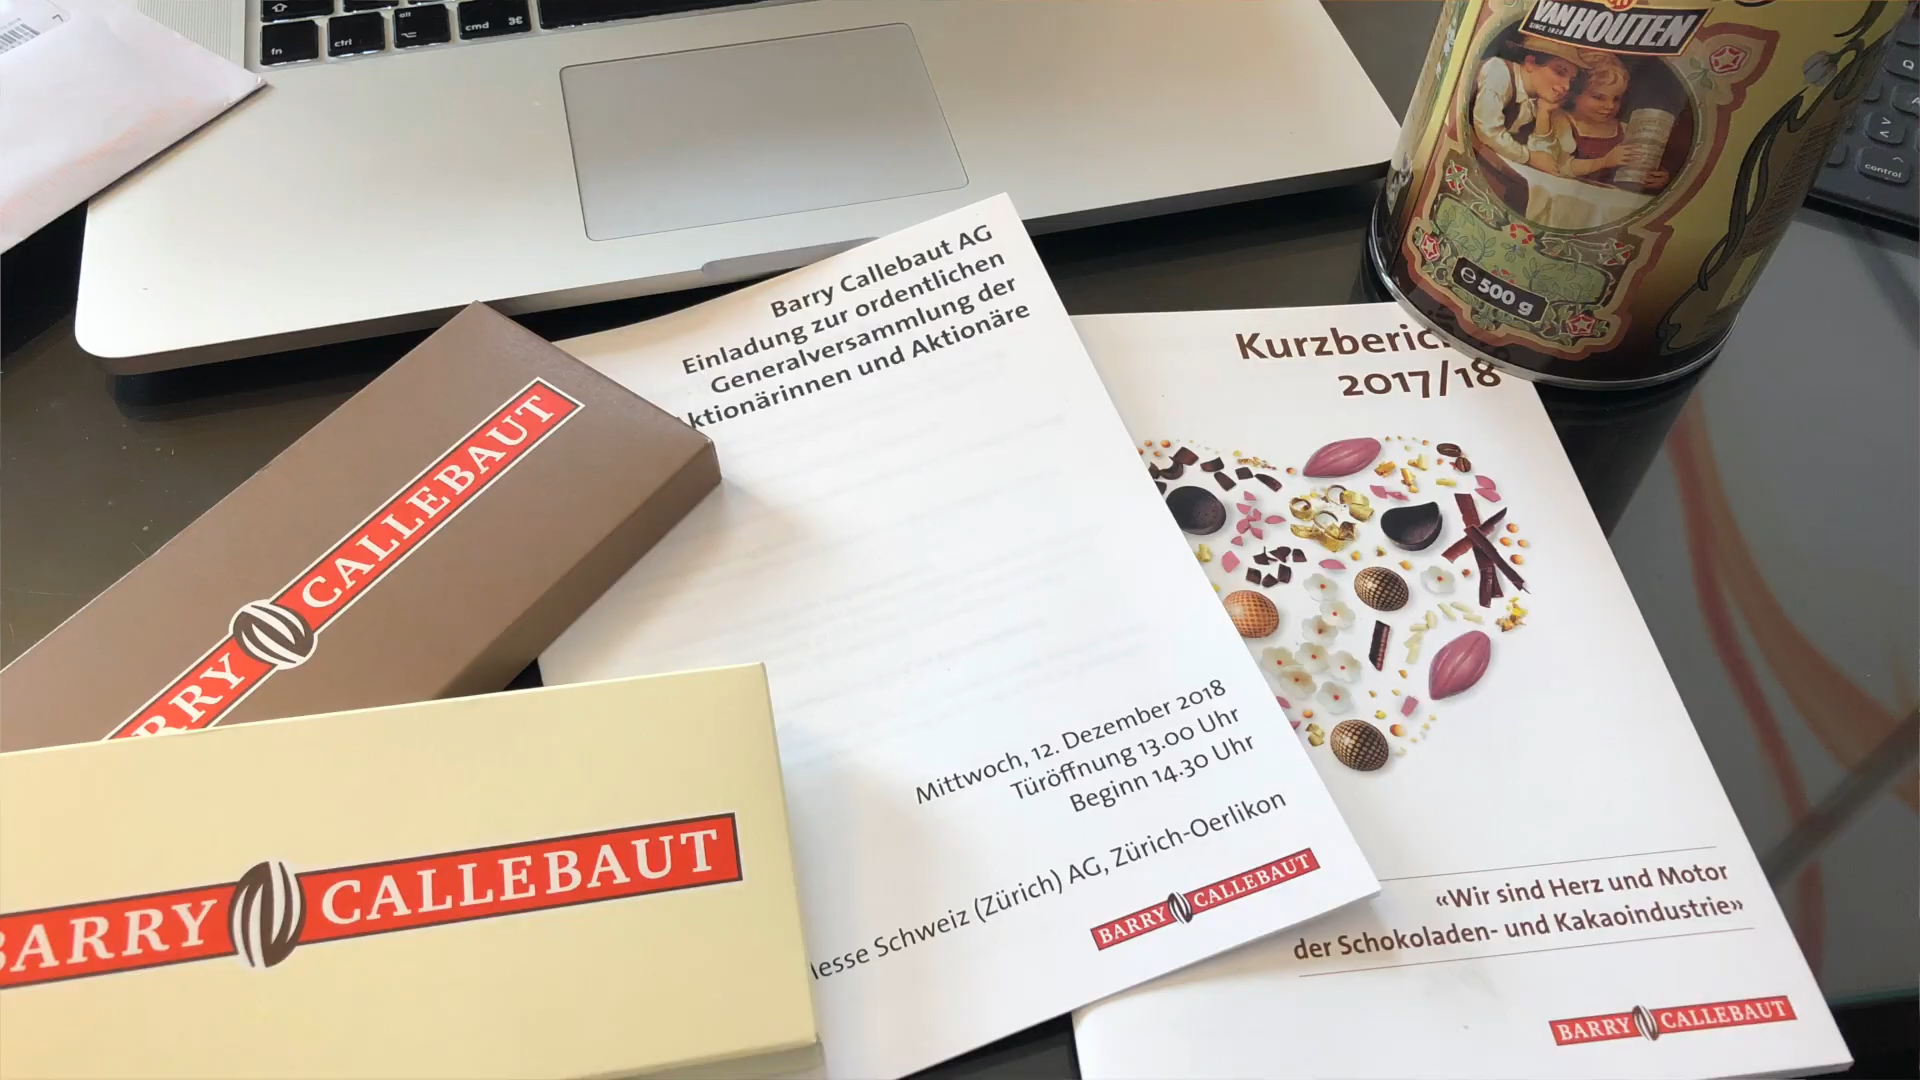 7
fn
ctrl
alt
⌥
cmd ⌘
VAN HOUTEN
SINCE 1828
℮ 500 g
Q
A
control
Barry Callebaut AG
Einladung zur ordentlichen
Generalversammlung der
ktionärinnen und Aktionäre
Mittwoch, 12. Dezember 2018
Türöffnung 13.00 Uhr
Beginn 14.30 Uhr
esse Schweiz (Zürich) AG, Zürich-Oerlikon
BARRY CALLEBAUT
Kurzberic
2017/18
«Wir sind Herz und Motor
der Schokoladen- und Kakaoindustrie»
BARRY CALLEBAUT
ARRY CALLEBAUT
BARRY CALLEBAUT